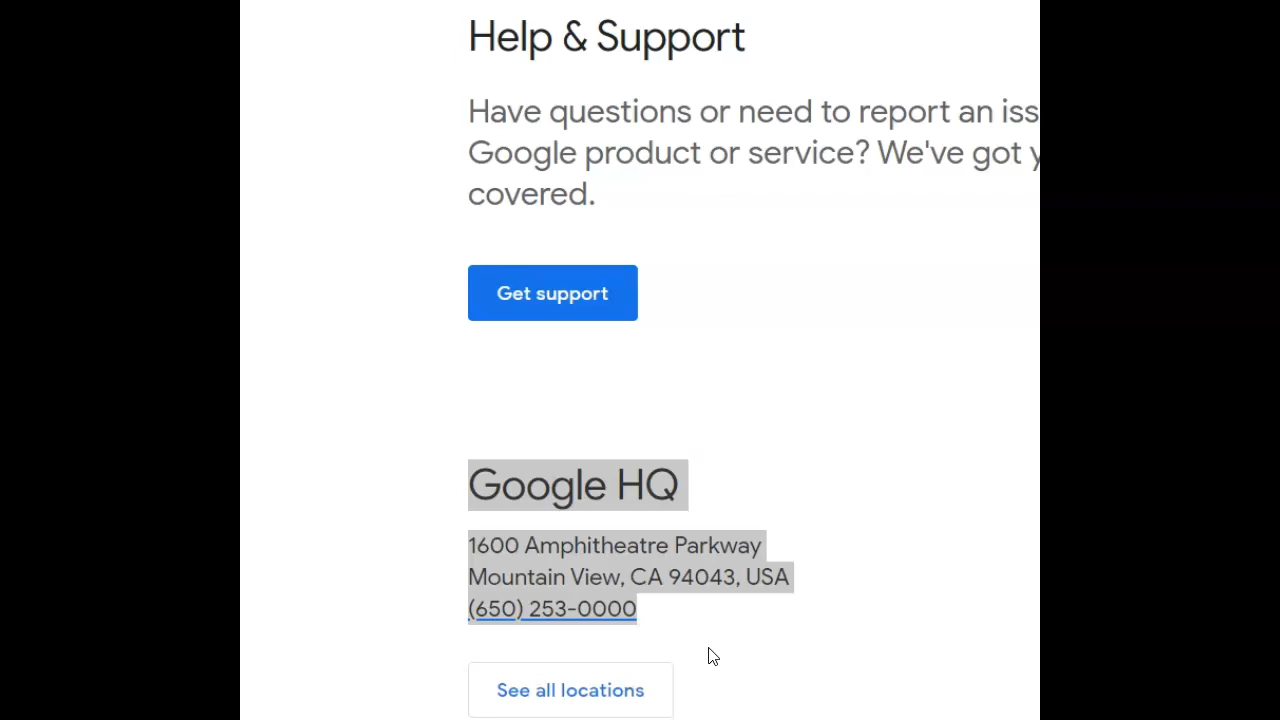 Help & Support
Have questions or need to report an iss
Google product or service? We've got y
covered.
Get support
Google HQ
1600 Amphitheatre Parkway
Mountain View, CA 94043, USA
(650) 253-0000
See all locations